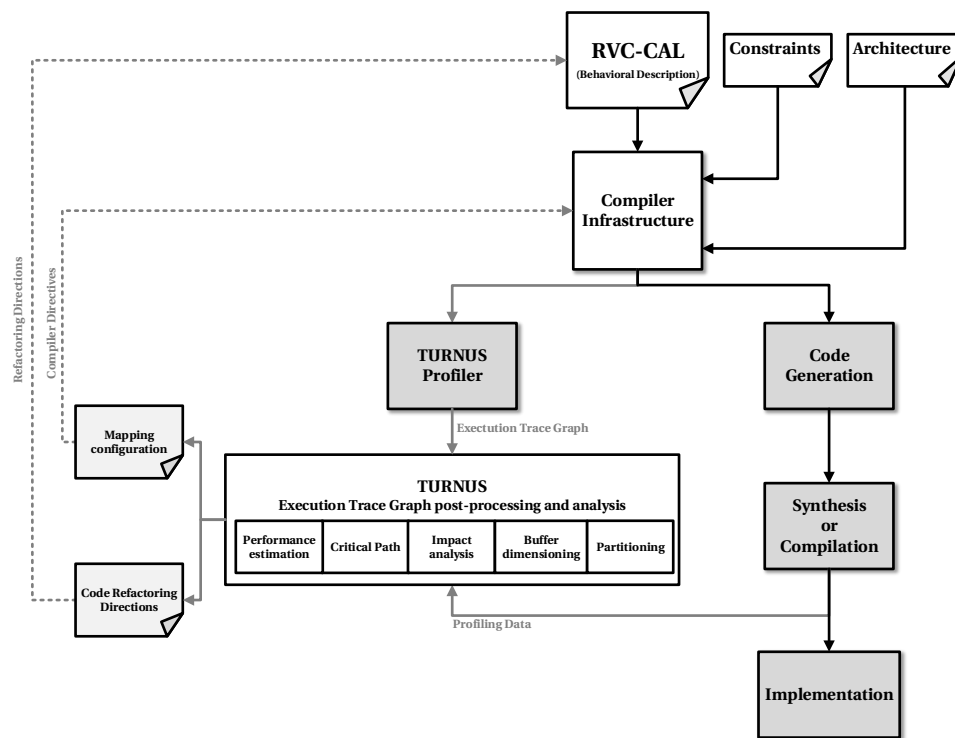 RVC-CAL
(Behavioral Description)
Constraints
Architecture
Compiler
Infrastructure
Refactoring Directions
Compiler Directives
TURNUS
Profiler
Code
Generation
Exectution Trace Graph
Mapping
configuration
TURNUS
Execution Trace Graph post-processing and analysis
Performance
estimation
Critical Path
Impact
analysis
Buffer
dimensioning
Partitioning
Synthesis
or
Compilation
Code Refactoring
Directions
Profiling Data
Implementation